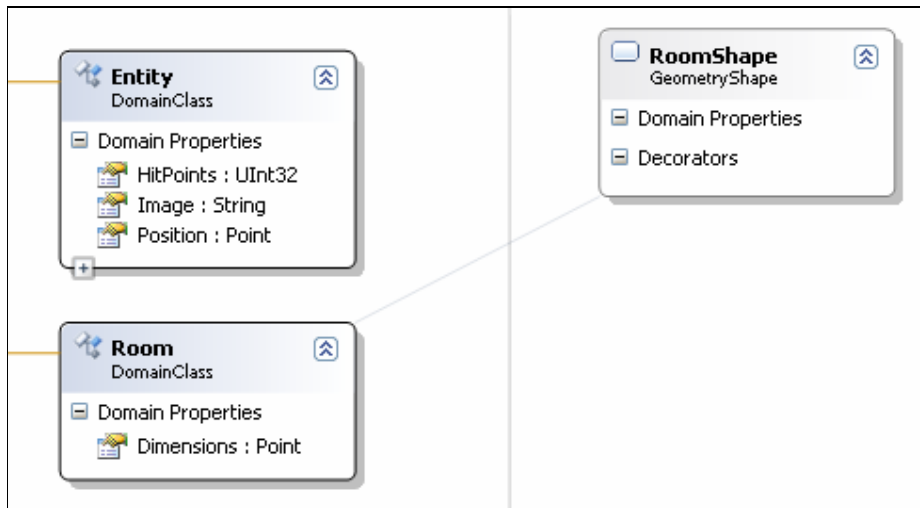 Entity
DomainClass
Domain Properties
HitPoints : UInt32
Image : String
Position : Point
Room
DomainClass
Domain Properties
Dimensions : Point
RoomShape
GeometryShape
Domain Properties
Decorators